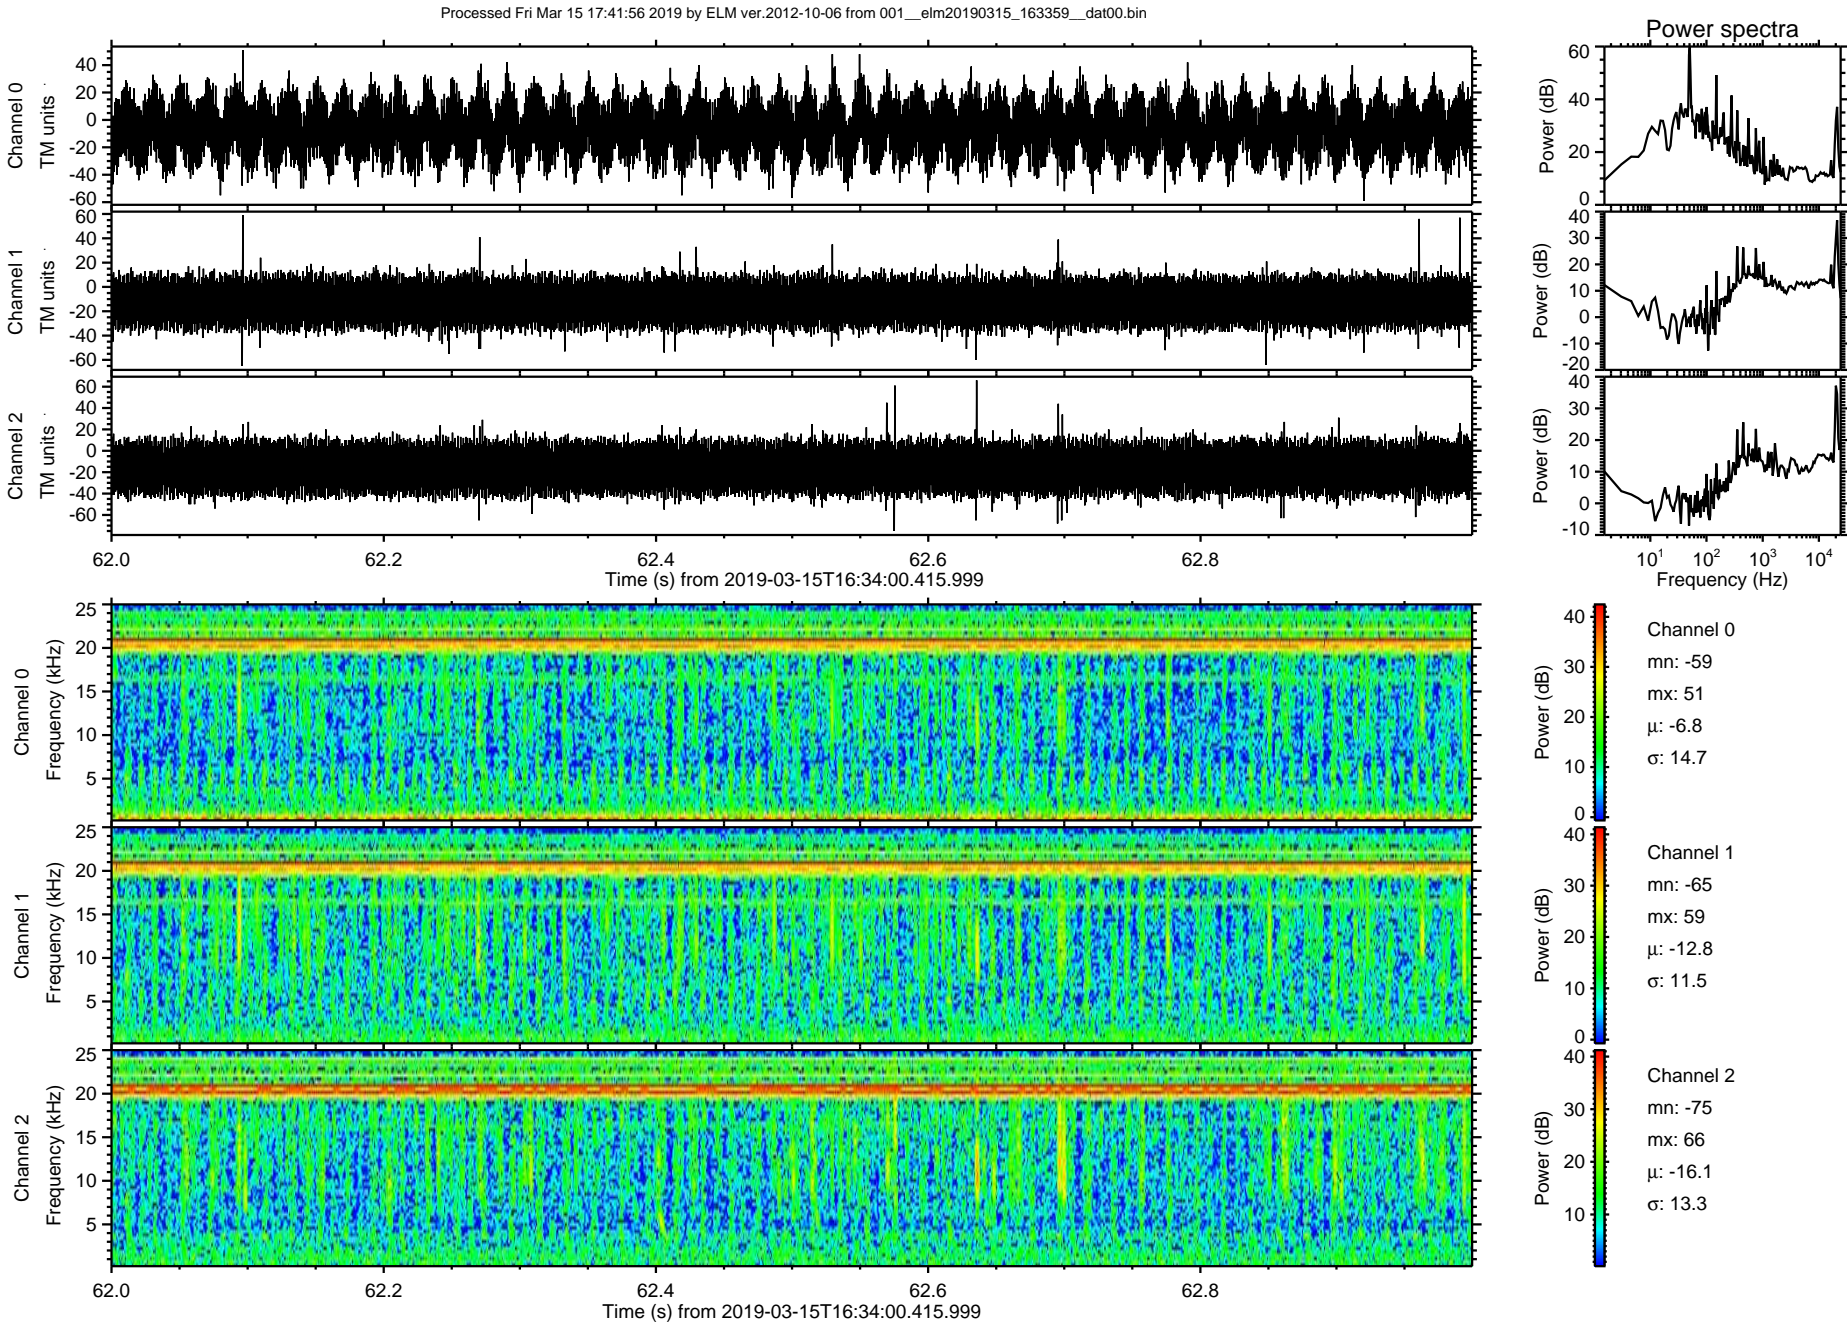 Processed Fri Mar 15 17:41:56 2019 by ELM ver.2012-10-06 from 001__elm20190315_163359__dat00.bin
Power spectra
Channel 0
TM units
40
20
0
-20
-40
-60
Power (dB)
60
40
20
0
Channel 1
TM units
60
40
20
0
-20
-40
-60
Power (dB)
40
30
20
10
0
-10
-20
Channel 2
TM units
60
40
20
0
-20
-40
-60
Power (dB)
40
30
20
10
0
-10
62.0 62.2 62.4 62.6 62.8
Time (s) from 2019-03-15T16:34:00.415.999
10^1 10^2 10^3 10^4
Frequency (Hz)
Channel 0
Frequency (kHz)
25
20
15
10
5
Power (dB)
40
30
20
10
0
Channel 0
mn: -59
mx: 51
μ: -6.8
σ: 14.7
Channel 1
Frequency (kHz)
25
20
15
10
5
Power (dB)
40
30
20
10
0
Channel 1
mn: -65
mx: 59
μ: -12.8
σ: 11.5
Channel 2
Frequency (kHz)
25
20
15
10
5
Power (dB)
40
30
20
10
Channel 2
mn: -75
mx: 66
μ: -16.1
σ: 13.3
62.0 62.2 62.4 62.6 62.8
Time (s) from 2019-03-15T16:34:00.415.999